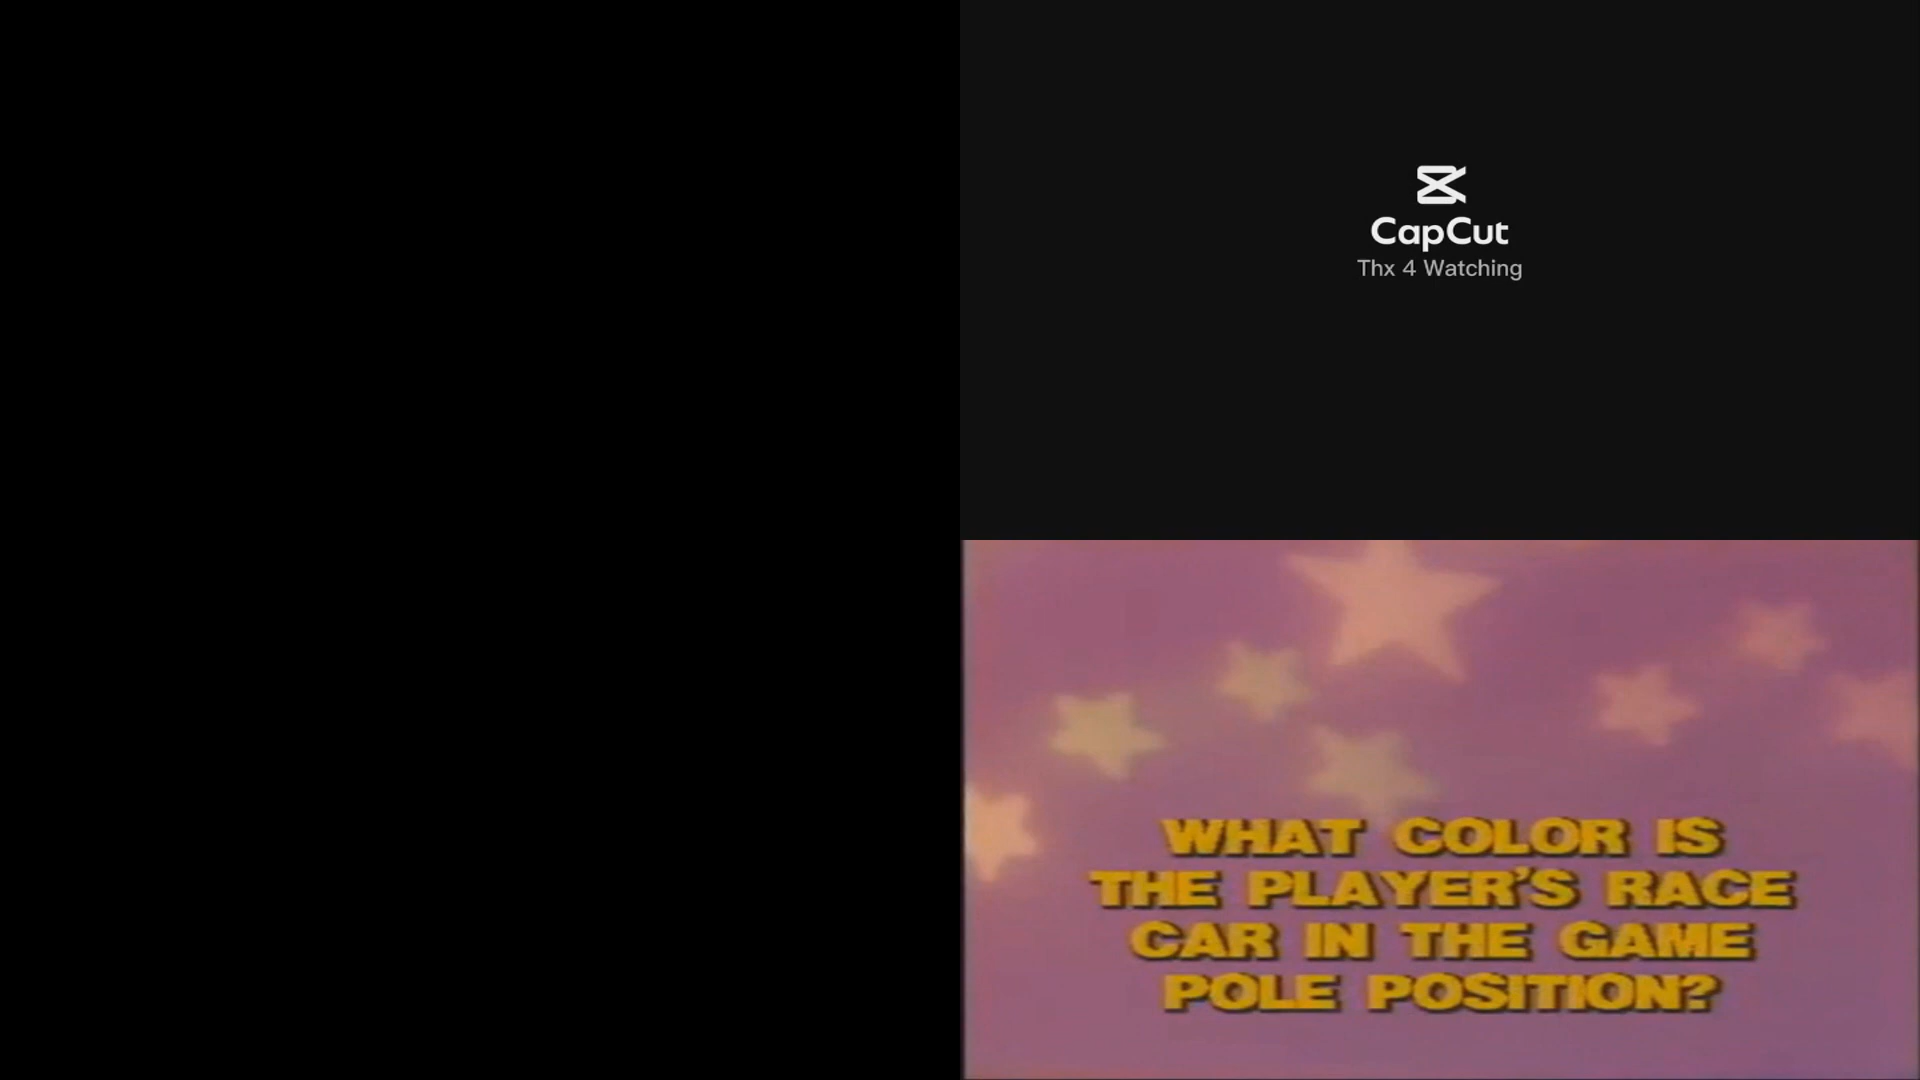 CapCut
Thx 4 Watching
WHAT COLOR IS
THE PLAYER'S RACE
CAR IN THE GAME
POLE POSITION?